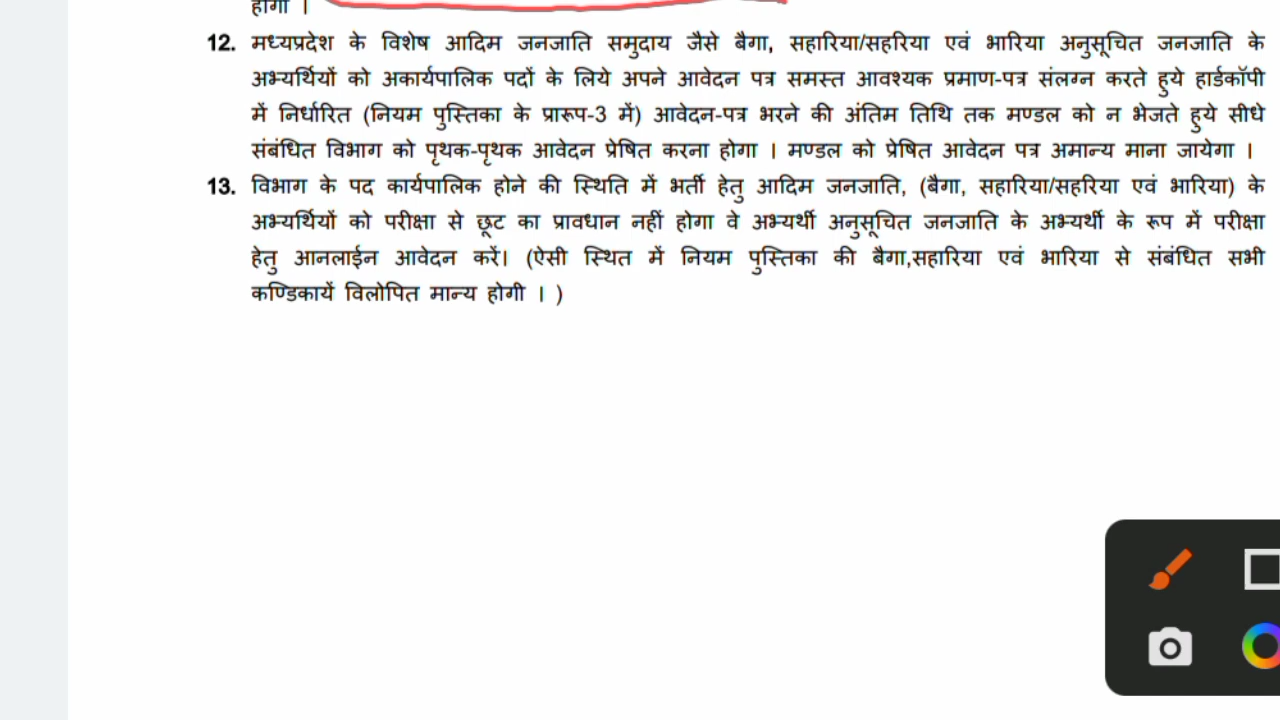 होगा ।
12. मध्यप्रदेश के विशेष आदिम जनजाति समुदाय जैसे बैगा, सहारिया/सहरिया एवं भारिया अनुसूचित जनजाति के
अभ्यर्थियों को अकार्यपालिक पदों के लिये अपने आवेदन पत्र समस्त आवश्यक प्रमाण-पत्र संलग्न करते हुये हार्डकॉपी
में निर्धारित (नियम पुस्तिका के प्रारूप-3 में) आवेदन-पत्र भरने की अंतिम तिथि तक मण्डल को न भेजते हुये सीधे
संबंधित विभाग को पृथक-पृथक आवेदन प्रेषित करना होगा । मण्डल को प्रेषित आवेदन पत्र अमान्य माना जायेगा ।
13. विभाग के पद कार्यपालिक होने की स्थिति में भर्ती हेतु आदिम जनजाति, (बैगा, सहारिया/सहरिया एवं भारिया) के
अभ्यर्थियों को परीक्षा से छूट का प्रावधान नहीं होगा वे अभ्यर्थी अनुसूचित जनजाति के अभ्यर्थी के रूप में परीक्षा
हेतु आनलाईन आवेदन करें। (ऐसी स्थित में नियम पुस्तिका की बैगा,सहारिया एवं भारिया से संबंधित सभी
कण्डिकायें विलोपित मान्य होगी । )